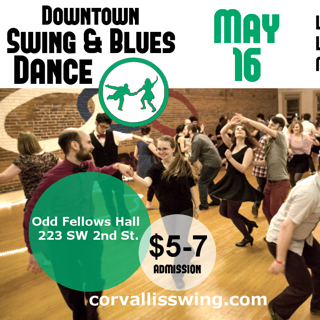 Downtown
Swing & Blues
Dance
May
16
Odd Fellows Hall
223 SW 2nd St.
$5-7
Admission
corvallisswing.com